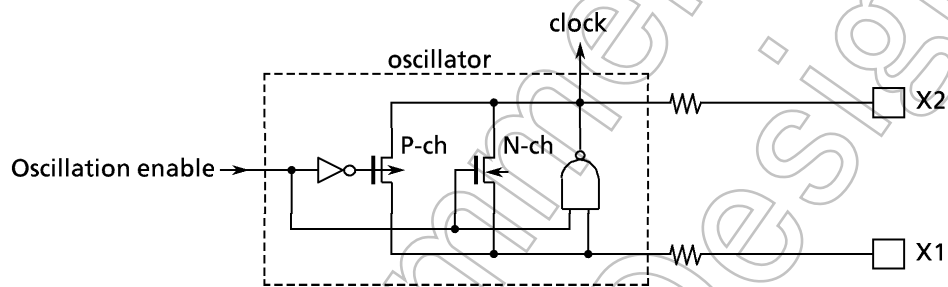 clock
oscillator
X2
P-ch
N-ch
Oscillation enable
X1